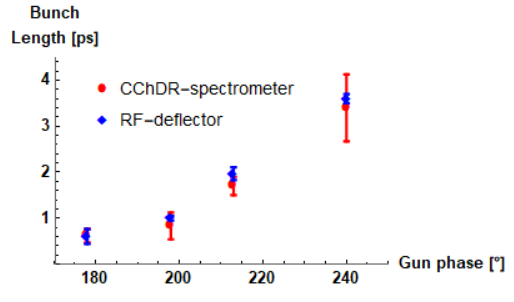 Bunch
Length [ps]
4
CChDR-spectrometer
RF-deflector
3
2
1
Gun phase [°]
180 200 220 240